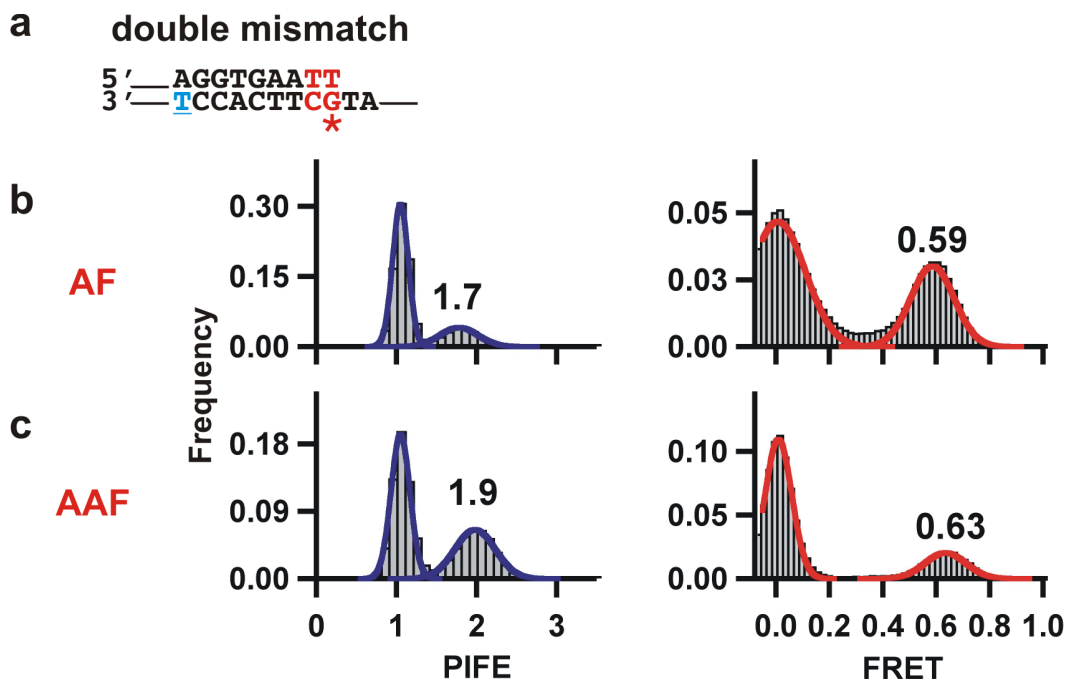 a double mismatch
5′ AGGTGAATT
3′ TCCACTTCGTA
*
b
AF
Frequency
0.30
0.15
0.00
1.7
0.05
0.03
0.00
0.59
c
AAF
0.18
0.09
0.00
1.9
0.10
0.05
0.00
0.63
0 1 2 3
PIFE
0.0 0.2 0.4 0.6 0.8 1.0
FRET